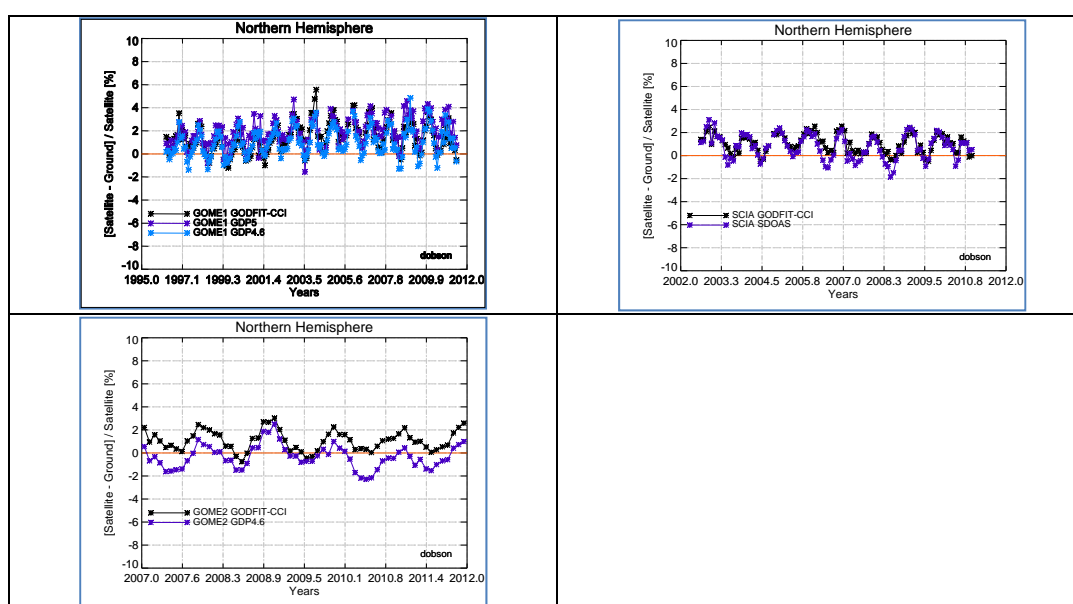 Northern Hemisphere
10
8
6
4
2
0
-2
-4
-6
-8
-10
[Satellite - Ground] / Satellite [%]
GOME1 GODFIT-CCI
GOME1 GDP5
GOME1 GDP4.6
dobson
1995.0 1997.1 1999.3 2001.4 2003.5 2005.6 2007.8 2009.9 2012.0
Years
Northern Hemisphere
10
8
6
4
2
0
-2
-4
-6
-8
-10
[Satellite - Ground] / Satellite [%]
SCIA GODFIT-CCI
SCIA SDOAS
dobson
2002.0 2003.3 2004.5 2005.8 2007.0 2008.3 2009.5 2010.8 2012.0
Years
Northern Hemisphere
10
8
6
4
2
0
-2
-4
-6
-8
-10
[Satellite - Ground] / Satellite [%]
GOME2 GODFIT-CCI
GOME2 GDP4.6
dobson
2007.0 2007.6 2008.3 2008.9 2009.5 2010.1 2010.8 2011.4 2012.0
Years